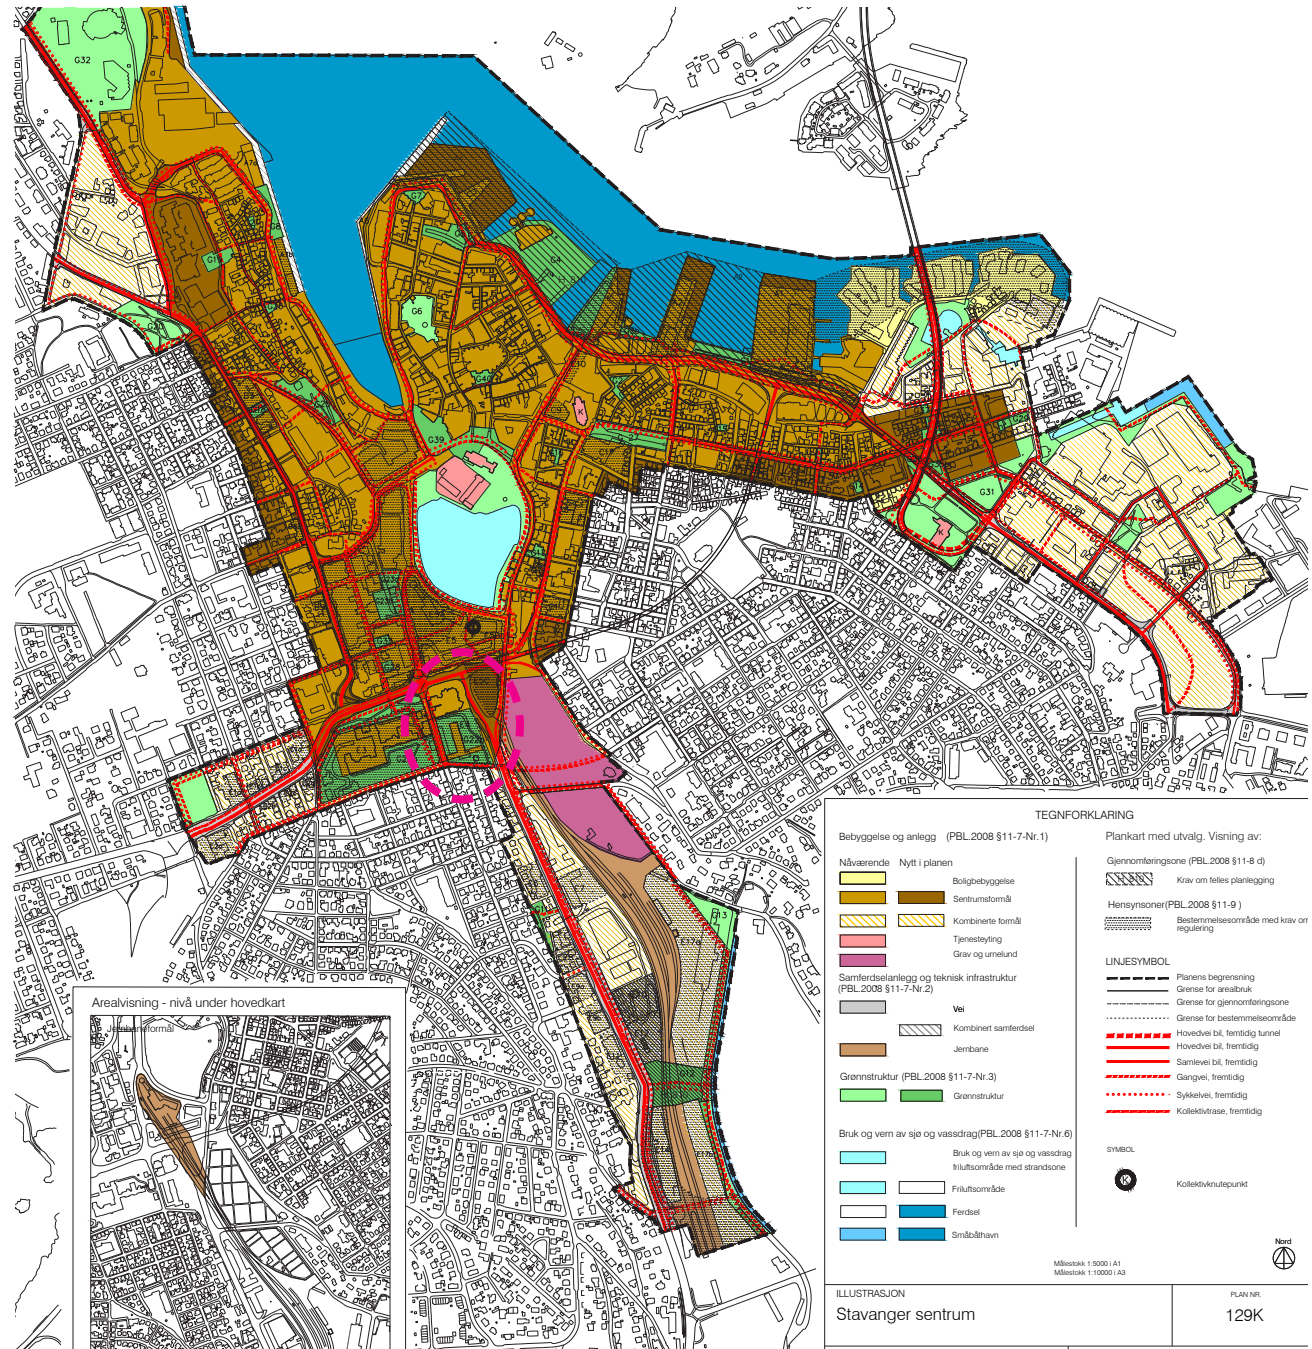 G32
G7
G8
G4
G19
G6
G40
K
G39
G31
K
G13
TEGNFORKLARING
Bebyggelse og anlegg (PBL.2008 §11-7-Nr.1)
Nåværende Nytt i planen
Boligbebyggelse
Sentrumsformål
Kombinerte formål
Tjenesteyting
Grav og urnelund
Samferdselanlegg og teknisk infrastruktur
(PBL.2008 §11-7-Nr.2)
Vei
Kombinert samferdsel
Jernbane
Grønnstruktur (PBL.2008 §11-7-Nr.3)
Grønnstruktur
Bruk og vern av sjø og vassdrag(PBL.2008 §11-7-Nr.6)
Bruk og vern av sjø og vassdrag
friluftsområde med strandsone
Friluftsområde
Ferdsel
Småbåthavn
Plankart med utvalg. Visning av:
Gjennomføringsone (PBL.2008 §11-8 d)
Krav om felles planlegging
Hensynsoner(PBL.2008 §11-9 )
Bestemmelsesområde med krav om
regulering
LINJESYMBOL
Planens begrensning
Grense for arealbruk
Grense for gjennomføringsone
Grense for bestemmelseområde
Hovedvei bil, femtidig tunnel
Hovedvei bil, femtidig
Samlevei bil, fremtidig
Gangvei, fremtidig
Sykkelvei, fremtidig
Kollektivtrase, fremtidig
SYMBOL
K
Kollektivknutepunkt
Målestokk 1:5000 i A1
Målestokk 1:10000 i A3
Nord
ILLUSTRASJON
Stavanger sentrum
PLAN NR.
129K
Arealvisning - nivå under hovedkart
Jernbaneformål